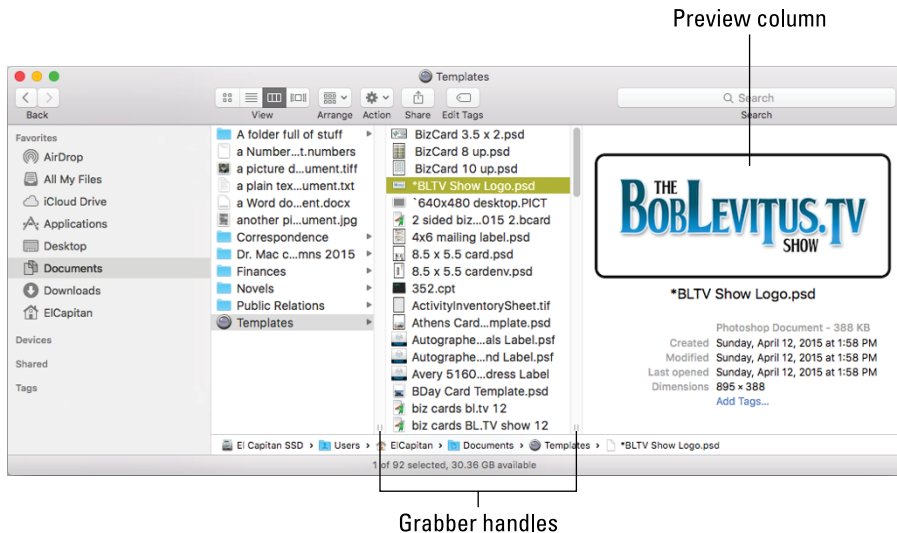 Preview column
Templates
Back
View Arrange Action Share Edit Tags
Search
Search
Favorites
AirDrop
All My Files
iCloud Drive
Applications
Desktop
Documents
Downloads
ElCapitan
Devices
Shared
Tags
A folder full of stuff
a Number...t.numbers
a picture d...ument.tiff
a plain tex...ument.txt
a Word do...ent.docx
another pi...ument.jpg
Correspondence
Dr. Mac c...mns 2015
Finances
Novels
Public Relations
Templates
BizCard 3.5 x 2.psd
BizCard 8 up.psd
BizCard 10 up.psd
*BLTV Show Logo.psd
`640x480 desktop.PICT
2 sided biz...015 2.bcard
4x6 mailing label.psd
8.5 x 5.5 card.psd
8.5 x 5.5 cardenv.psd
352.cpt
ActivityInventorySheet.tif
Athens Card...mplate.psd
Autographe...als Label.psf
Autographe...nd Label.psf
Avery 5160...dress Label
BDay Card Template.psd
biz cards bl.tv 12
biz cards BL.TV show 12
THE
BOBLEVITUS.TV
SHOW
*BLTV Show Logo.psd
Photoshop Document - 388 KB
Created Sunday, April 12, 2015 at 1:58 PM
Modified Sunday, April 12, 2015 at 1:58 PM
Last opened Sunday, April 12, 2015 at 1:58 PM
Dimensions 895 × 388
Add Tags...
El Capitan SSD › Users › ElCapitan › Documents › Templates › *BLTV Show Logo.psd
1 of 92 selected, 30.36 GB available
Grabber handles